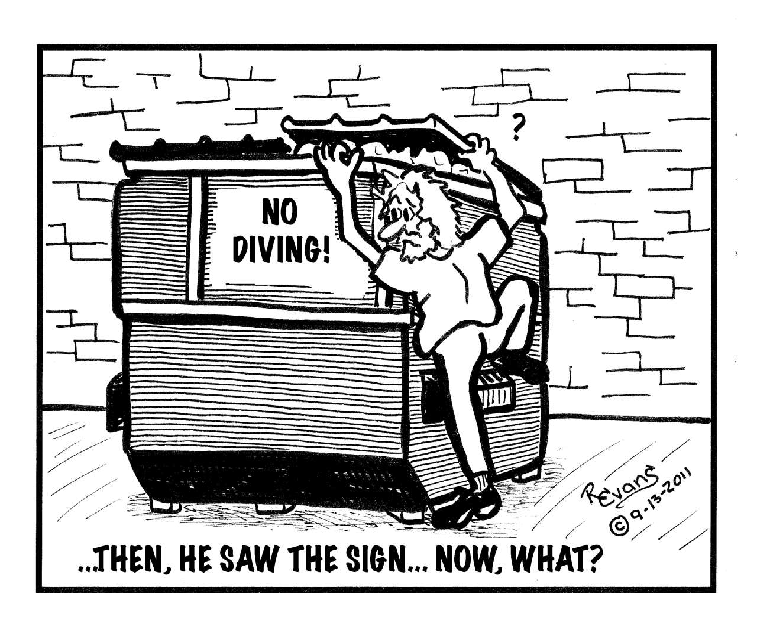 ?
NO
DIVING!
REvans
© 9-13-2011
...THEN, HE SAW THE SIGN... NOW, WHAT?